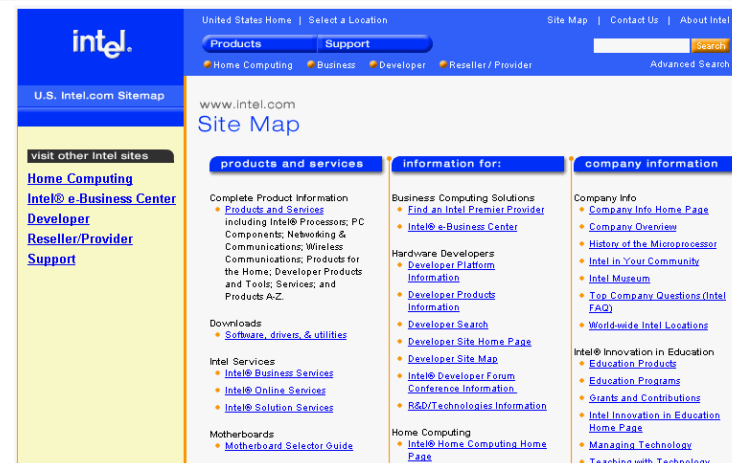 United States Home | Select a Location
Site Map | Contact Us | About Intel
intel.
Products
Support
Search
Home Computing Business Developer Reseller / Provider
Advanced Search
U.S. Intel.com Sitemap
visit other Intel sites
Home Computing
Intel® e-Business Center
Developer
Reseller/Provider
Support
www.intel.com
Site Map
products and services
Complete Product Information
Products and Services
including Intel® Processors; PC
Components; Networking &
Communications; Wireless
Communications; Products for
the Home; Developer Products
and Tools; Services; and
Products A-Z.
Downloads
Software, drivers, & utilities
Intel Services
Intel® Business Services
Intel® Online Services
Intel® Solution Services
Motherboards
Motherboard Selector Guide
information for:
Business Computing Solutions
Find an Intel Premier Provider
Intel® e-Business Center
Hardware Developers
Developer Platform
Information
Developer Products
Information
Developer Search
Developer Site Home Page
Developer Site Map
Intel® Developer Forum
Conference Information
R&D/Technologies Information
Home Computing
Intel® Home Computing Home
Page
company information
Company Info
Company Info Home Page
Company Overview
History of the Microprocessor
Intel in Your Community
Intel Museum
Top Company Questions (Intel
FAQ)
World-wide Intel Locations
Intel® Innovation in Education
Education Products
Education Programs
Grants and Contributions
Intel Innovation in Education
Home Page
Managing Technology
Teaching with Technology